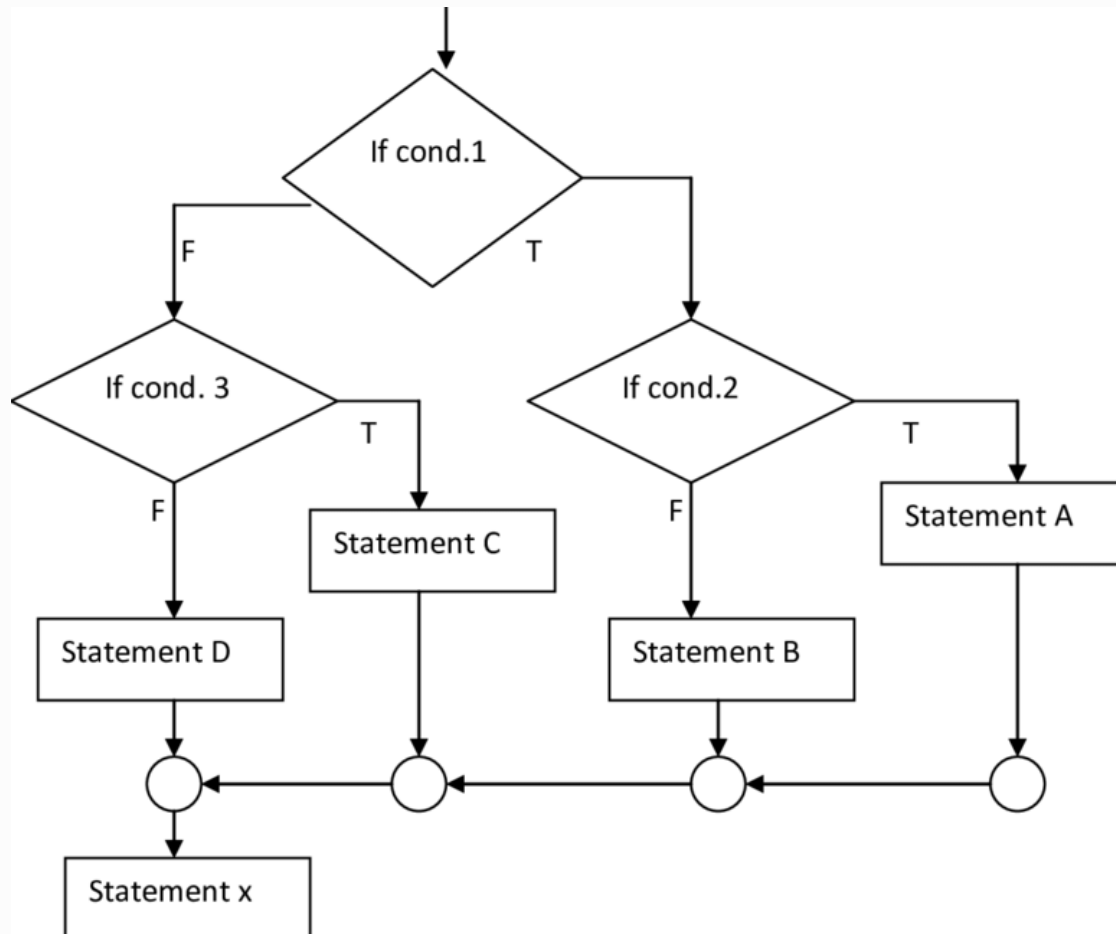 If cond.1
F
T
If cond. 3
If cond.2
T
T
F
F
Statement C
Statement A
Statement D
Statement B
Statement x